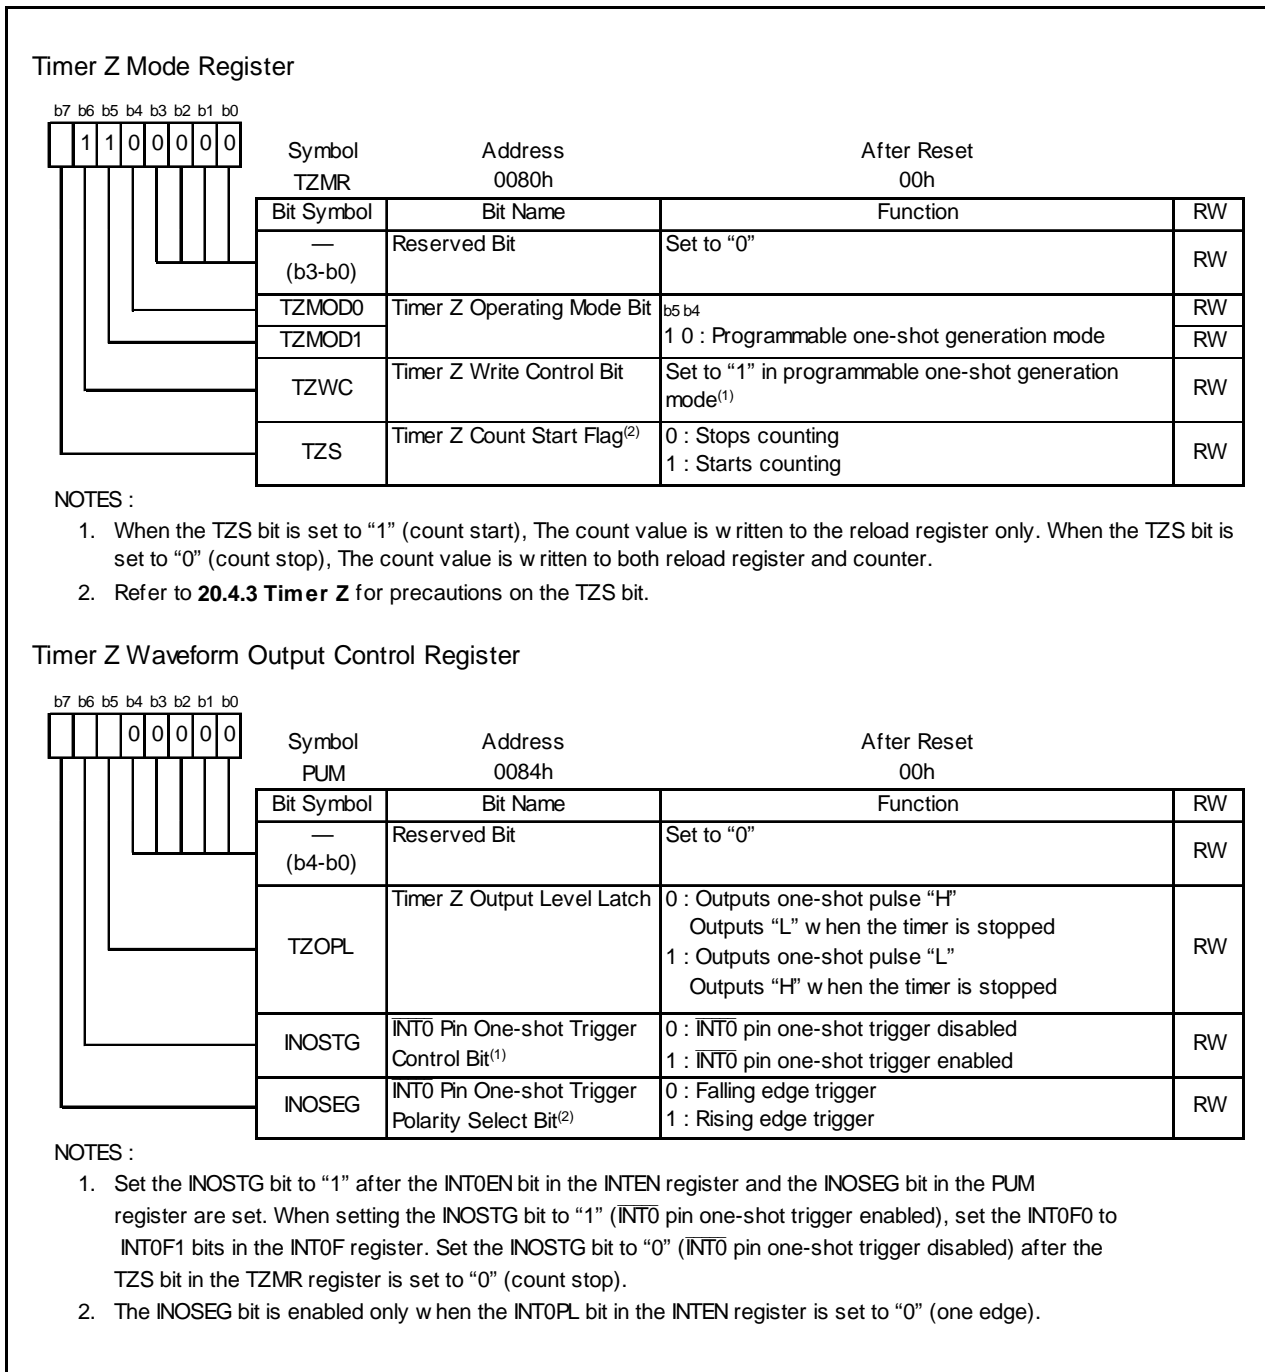 Timer Z Mode Register
b7 b6 b5 b4 b3 b2 b1 b0
1 1 0 0 0 0 0
Symbol Address After Reset
TZMR 0080h 00h
Bit Symbol Bit Name Function RW
— Reserved Bit Set to “0”
(b3-b0) RW
TZMOD0 Timer Z Operating Mode Bit b5 b4 RW
TZMOD1 1 0 : Programmable one-shot generation mode RW
TZWC Timer Z Write Control Bit Set to “1” in programmable one-shot generation RW
mode(1)
TZS Timer Z Count Start Flag(2) 0 : Stops counting RW
1 : Starts counting
NOTES :
1. When the TZS bit is set to “1” (count start), The count value is w ritten to the reload register only. When the TZS bit is
set to “0” (count stop), The count value is w ritten to both reload register and counter.
2. Refer to 20.4.3 Timer Z for precautions on the TZS bit.
Timer Z Waveform Output Control Register
b7 b6 b5 b4 b3 b2 b1 b0
0 0 0 0 0
Symbol Address After Reset
PUM 0084h 00h
Bit Symbol Bit Name Function RW
— Reserved Bit Set to “0”
(b4-b0) RW
Timer Z Output Level Latch 0 : Outputs one-shot pulse “H”
Outputs “L” w hen the timer is stopped
TZOPL 1 : Outputs one-shot pulse “L” RW
Outputs “H” w hen the timer is stopped
INOSTG INT0 Pin One-shot Trigger 0 : INT0 pin one-shot trigger disabled RW
Control Bit(1) 1 : INT0 pin one-shot trigger enabled
INOSEG INT0 Pin One-shot Trigger 0 : Falling edge trigger RW
Polarity Select Bit(2) 1 : Rising edge trigger
NOTES :
1. Set the INOSTG bit to “1” after the INT0EN bit in the INTEN register and the INOSEG bit in the PUM
register are set. When setting the INOSTG bit to “1” (INT0 pin one-shot trigger enabled), set the INT0F0 to
INT0F1 bits in the INT0F register. Set the INOSTG bit to “0” (INT0 pin one-shot trigger disabled) after the
TZS bit in the TZMR register is set to “0” (count stop).
2. The INOSEG bit is enabled only w hen the INT0PL bit in the INTEN register is set to “0” (one edge).